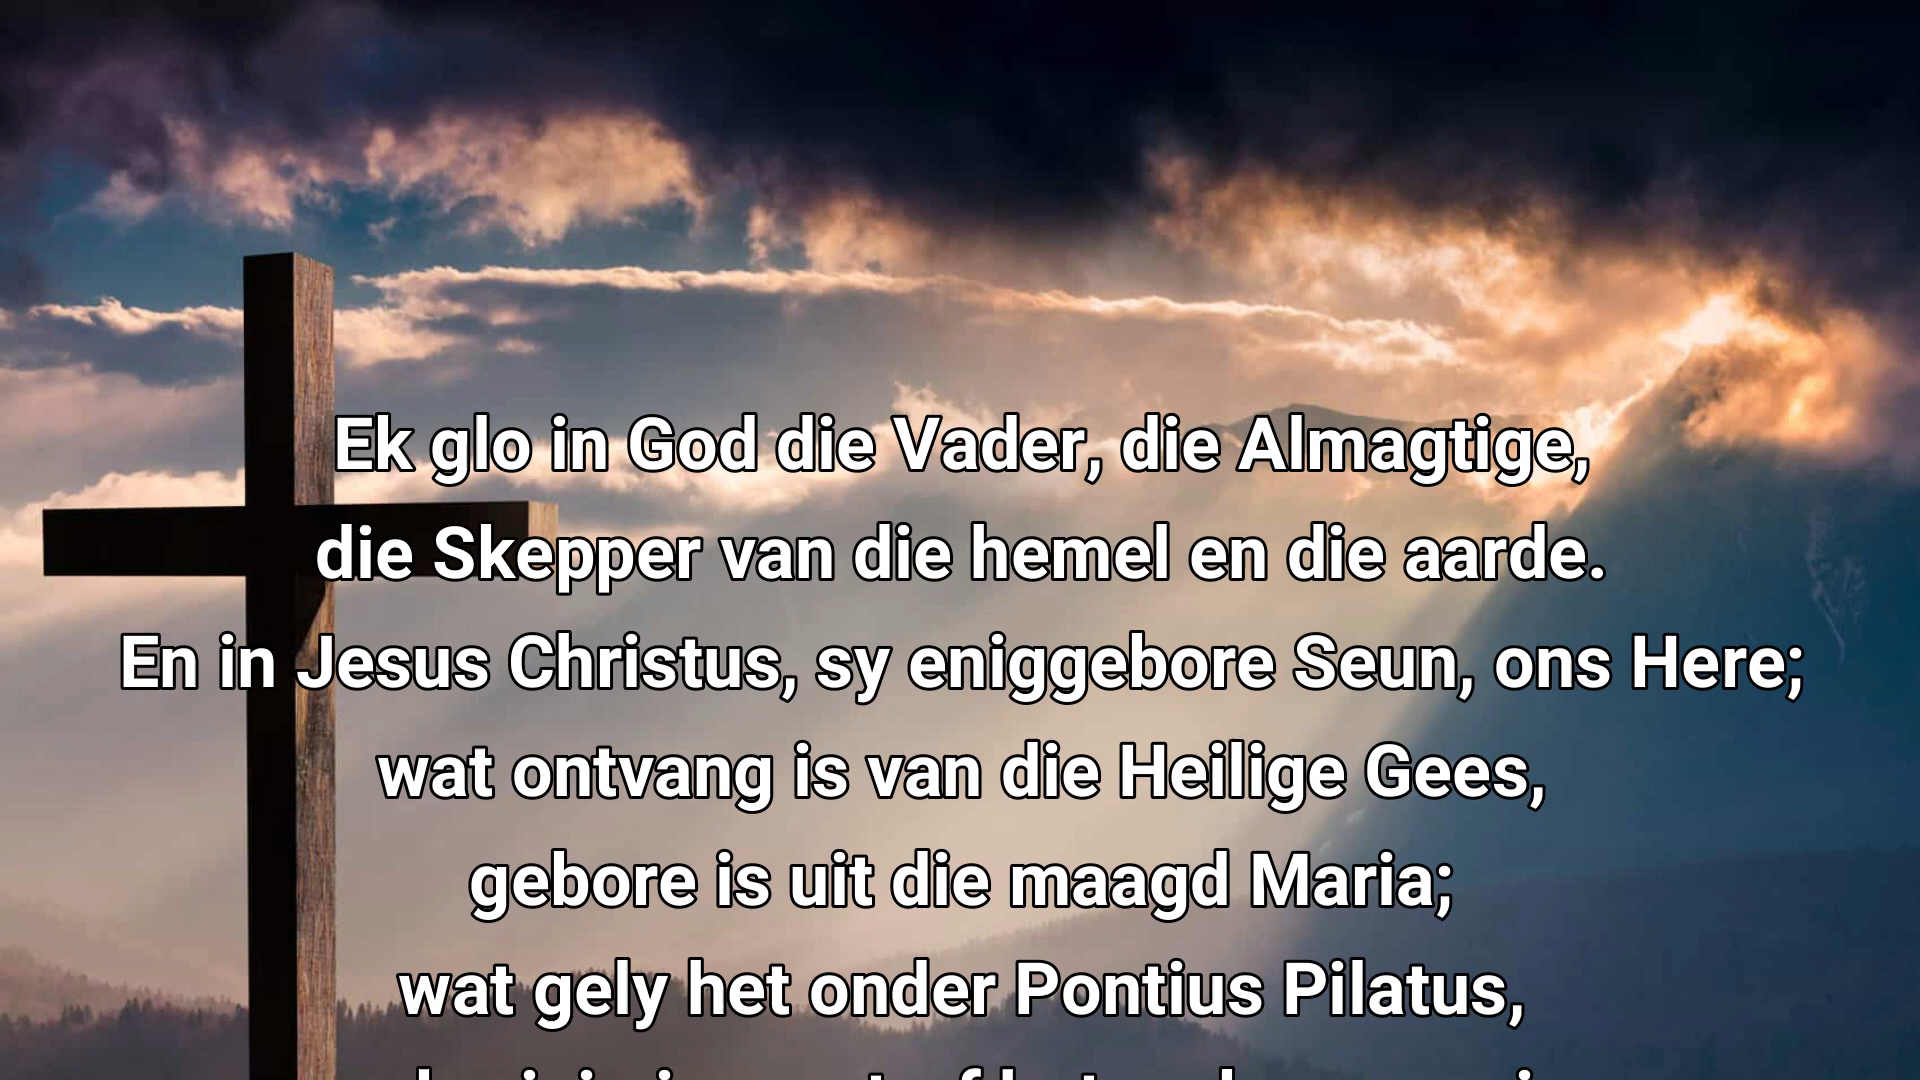 Ek glo in God die Vader, die Almagtige,
die Skepper van die hemel en die aarde.
En in Jesus Christus, sy eniggebore Seun, ons Here;
wat ontvang is van die Heilige Gees,
gebore is uit die maagd Maria;
wat gely het onder Pontius Pilatus,